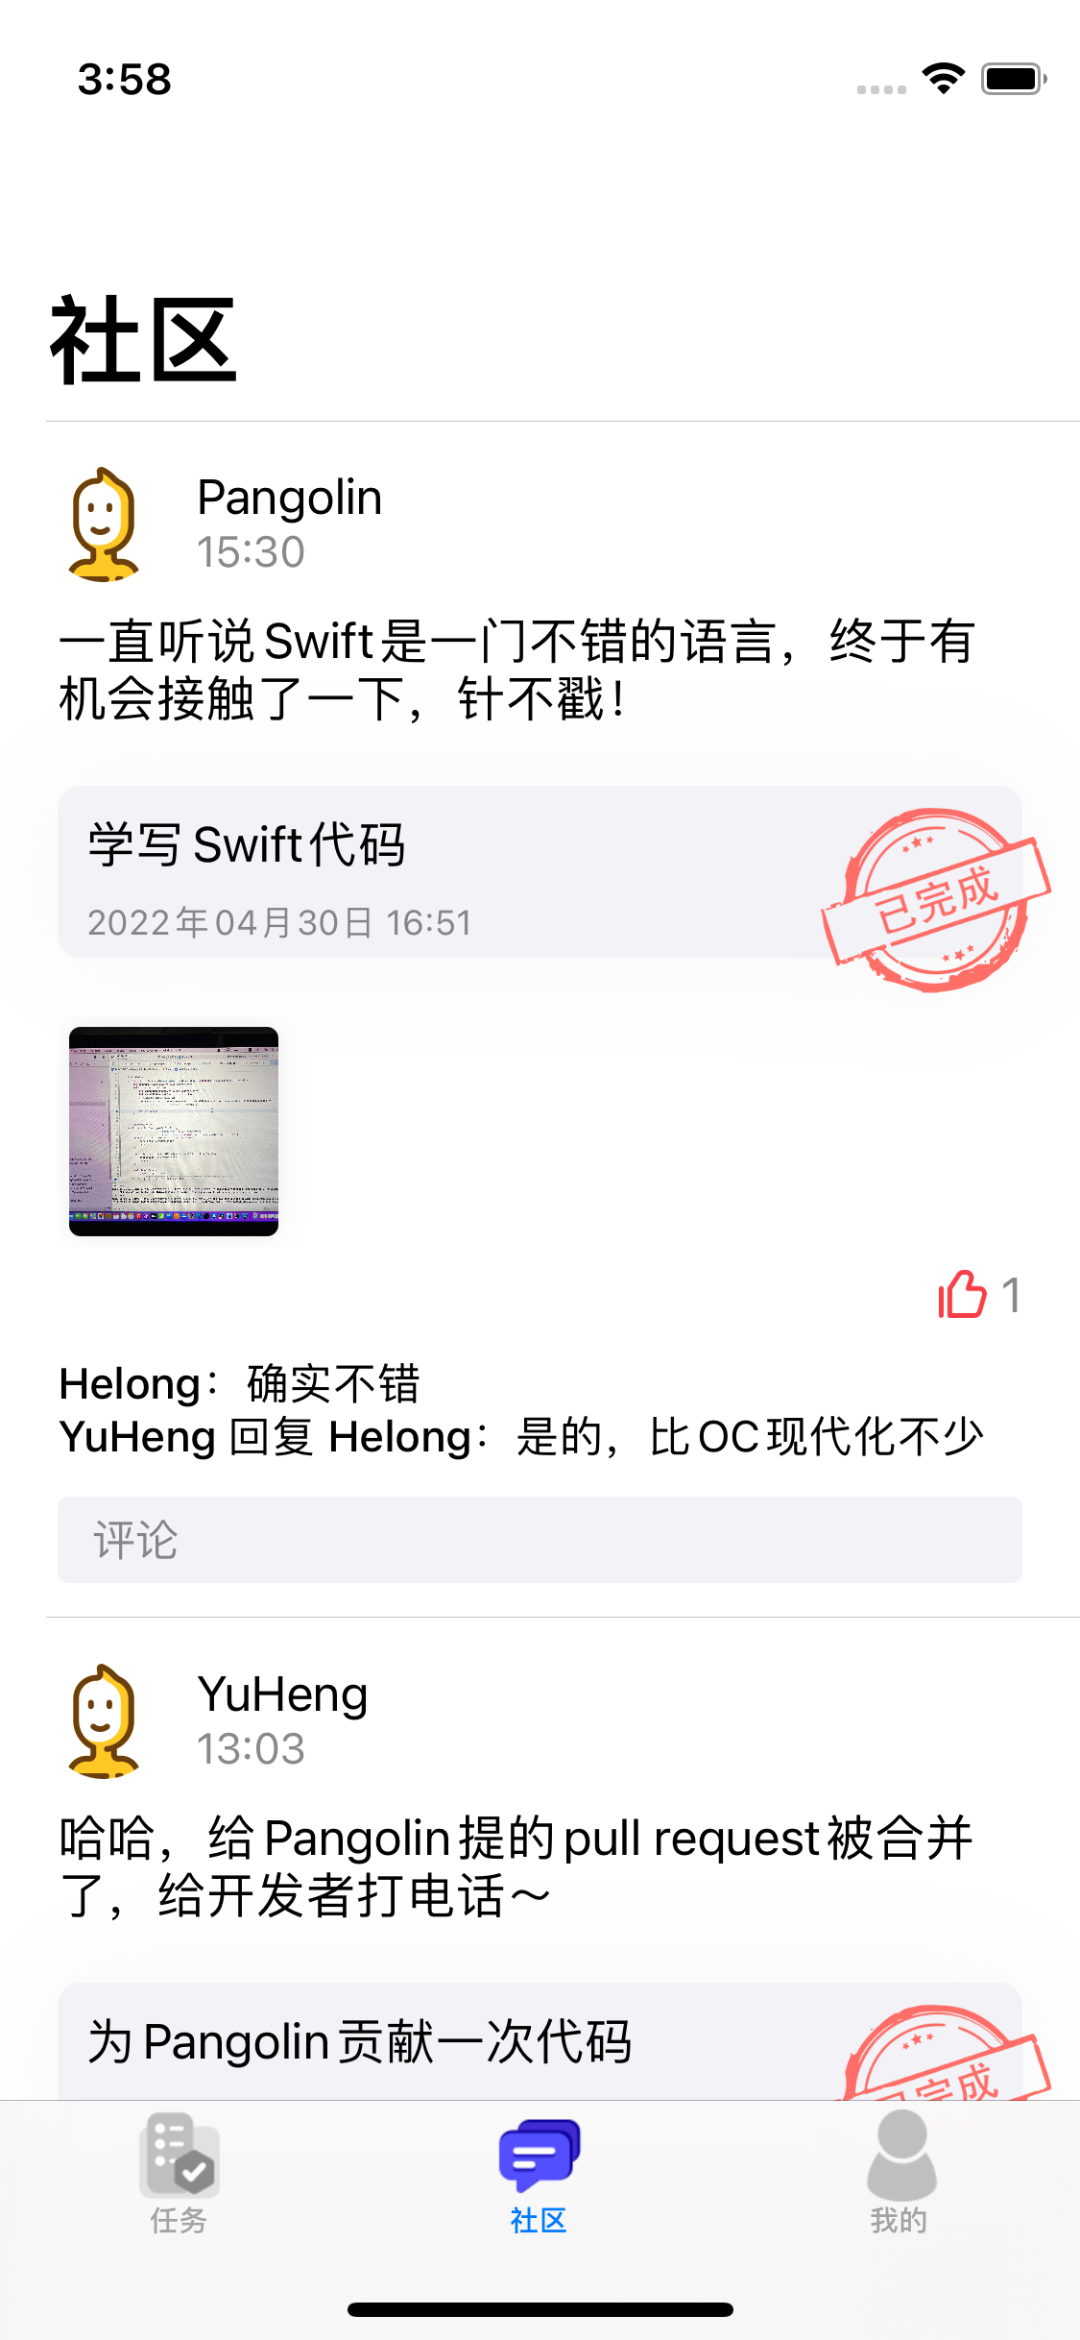 3:58
社区
Pangolin
15:30
一直听说Swift是一门不错的语言，终于有
机会接触了一下，针不戳！
学写Swift代码
2022年04月30日 16:51
已完成
1
Helong：确实不错
YuHeng 回复 Helong：是的，比OC现代化不少
评论
YuHeng
13:03
哈哈，给Pangolin提的pull request被合并
了，给开发者打电话～
为Pangolin贡献一次代码
已完成
任务
社区
我的